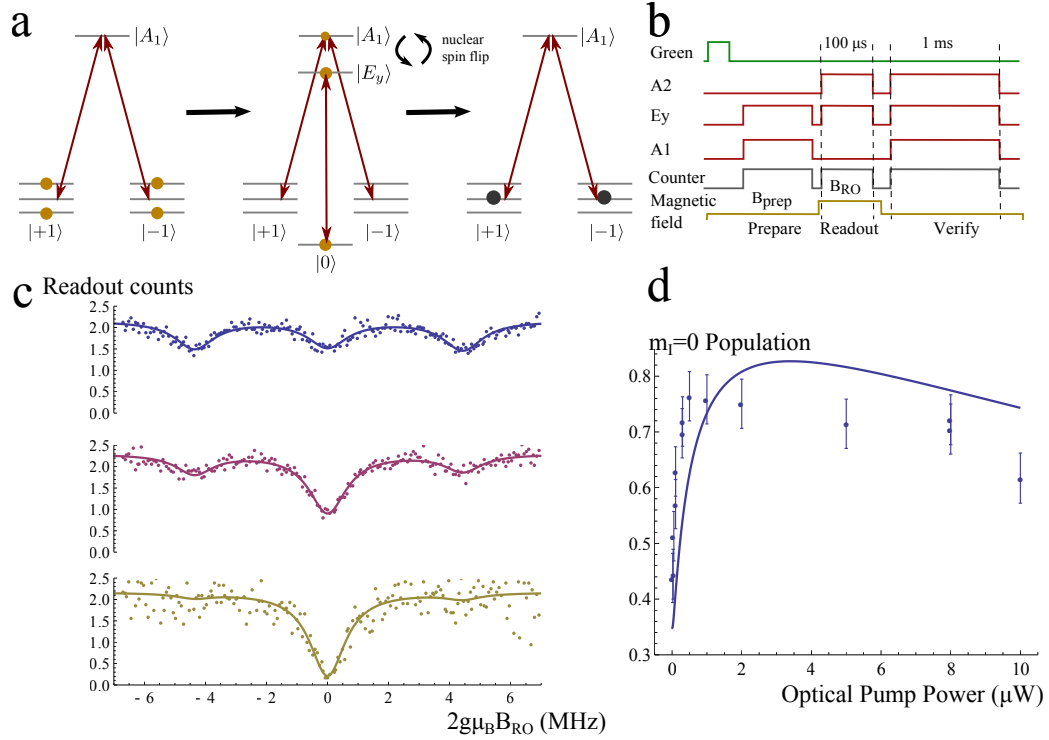 a
|A₁⟩
|+1⟩
|−1⟩
|A₁⟩
|E_y⟩
nuclear
spin flip
|+1⟩
|−1⟩
|0⟩
|A₁⟩
|+1⟩
|−1⟩
b
100 µs
1 ms
Green
A2
Ey
A1
Counter
Magnetic
field
B_prep
B_RO
Prepare
Readout
Verify
c
Readout counts
2.5
2.0
1.5
1.0
0.5
0.0
2.5
2.0
1.5
1.0
0.5
0.0
2.5
2.0
1.5
1.0
0.5
0.0
- 6
- 4
- 2
0
2
4
6
2gµ_BB_RO (MHz)
d
m_I=0 Population
0.8
0.7
0.6
0.5
0.4
0.3
0
2
4
6
8
10
Optical Pump Power (µW)